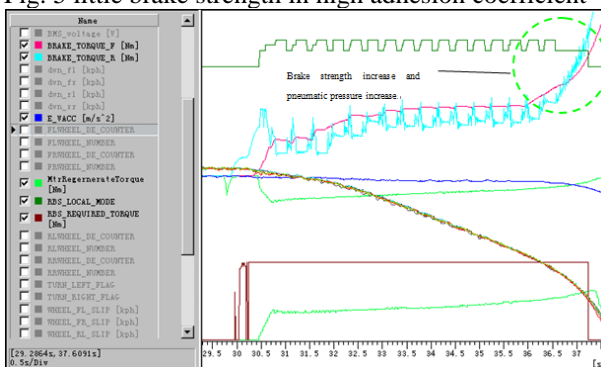 Fig. 5 little brake strength in high adhesion coefficient
Name
BMS_voltage [V]
BRAKE_TORQUE_F [Nm]
BRAKE_TORQUE_R [Nm]
dvn_fl [kph]
dvn_fr [kph]
dvn_rl [kph]
dvn_rr [kph]
E_VACC [m/s^2]
FLWHEEL_DE_COUNTER
FLWHEEL_NUMBER
FRWHEEL_DE_COUNTER
FRWHEEL_NUMBER
MtrRegernerateTorque
[Nm]
RBS_LOCAL_MODE
RBS_REQUIRED_TORQUE
[Nm]
RLWHEEL_DE_COUNTER
RLWHEEL_NUMBER
RRWHEEL_DE_COUNTER
RRWHEEL_NUMBER
TURN_LEFT_FLAG
TURN_RIGHT_FLAG
WHEEL_FL_SLIP [kph]
WHEEL_FR_SLIP [kph]
WHEEL_RL_SLIP [kph]
[29.2864s, 37.6091s]
0.5s/Div
Brake strength increase and
pneumatic pressure increase.
29.5 30 30.5 31 31.5 32 32.5 33 33.5 34 34.5 35 35.5 36 36.5 37
[s